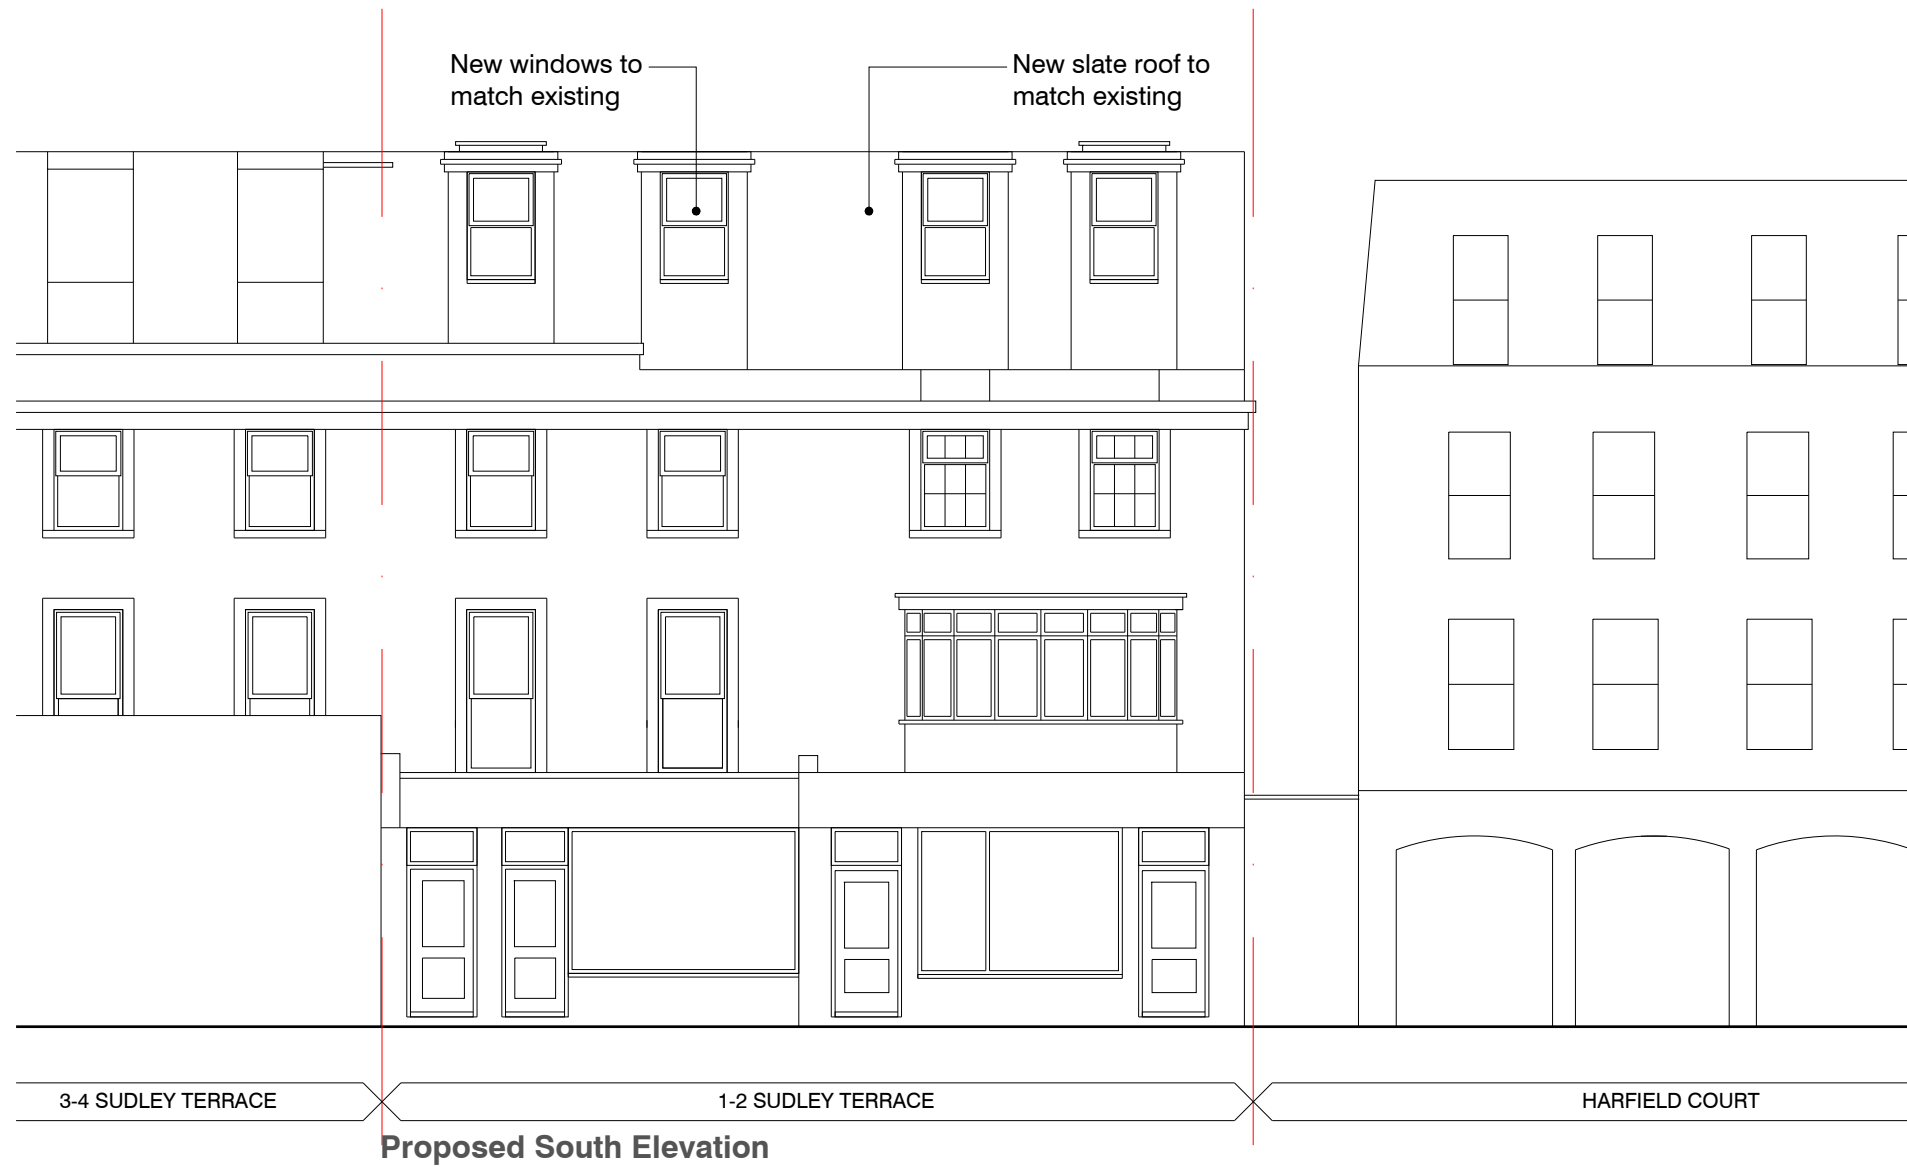 New windows to
match existing
New slate roof to
match existing
3-4 SUDLEY TERRACE
1-2 SUDLEY TERRACE
HARFIELD COURT
Proposed South Elevation